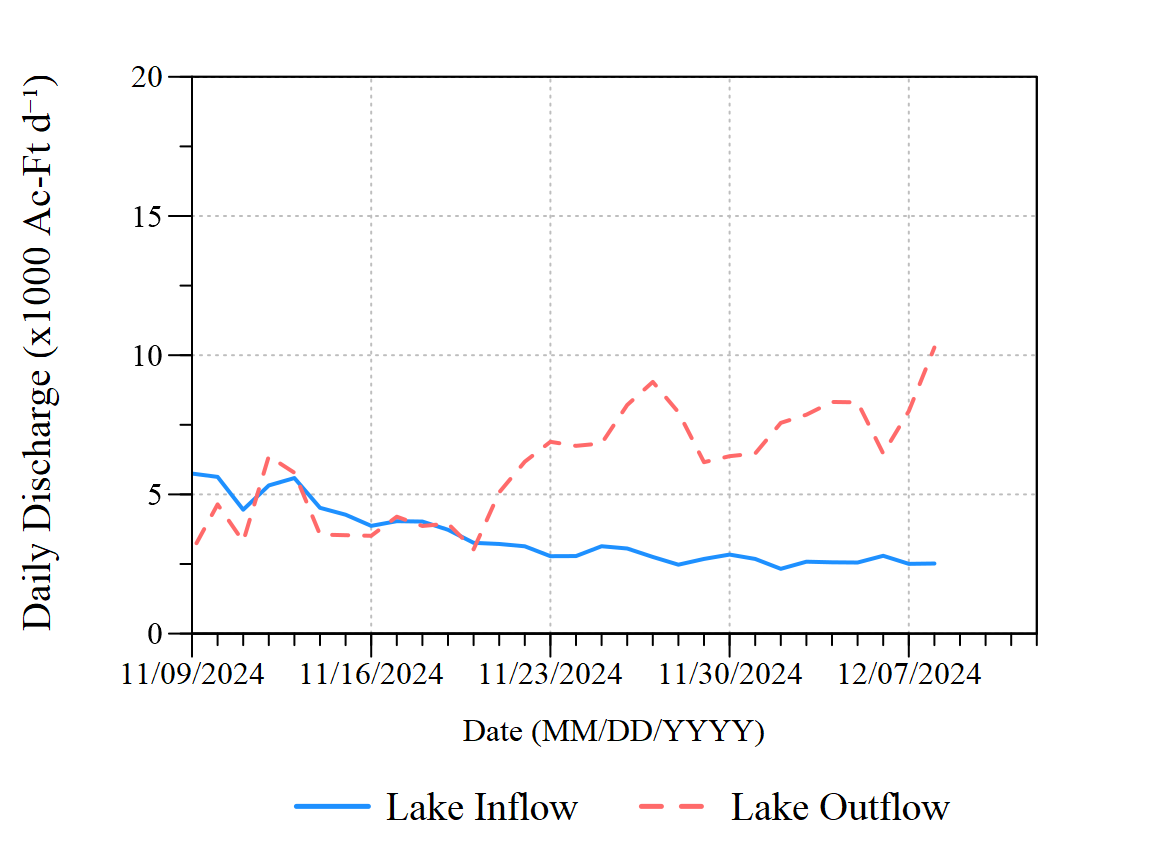 Daily Discharge (x1000 Ac-Ft d⁻¹)
20
15
10
5
0
11/09/2024 11/16/2024 11/23/2024 11/30/2024 12/07/2024
Date (MM/DD/YYYY)
Lake Inflow Lake Outflow